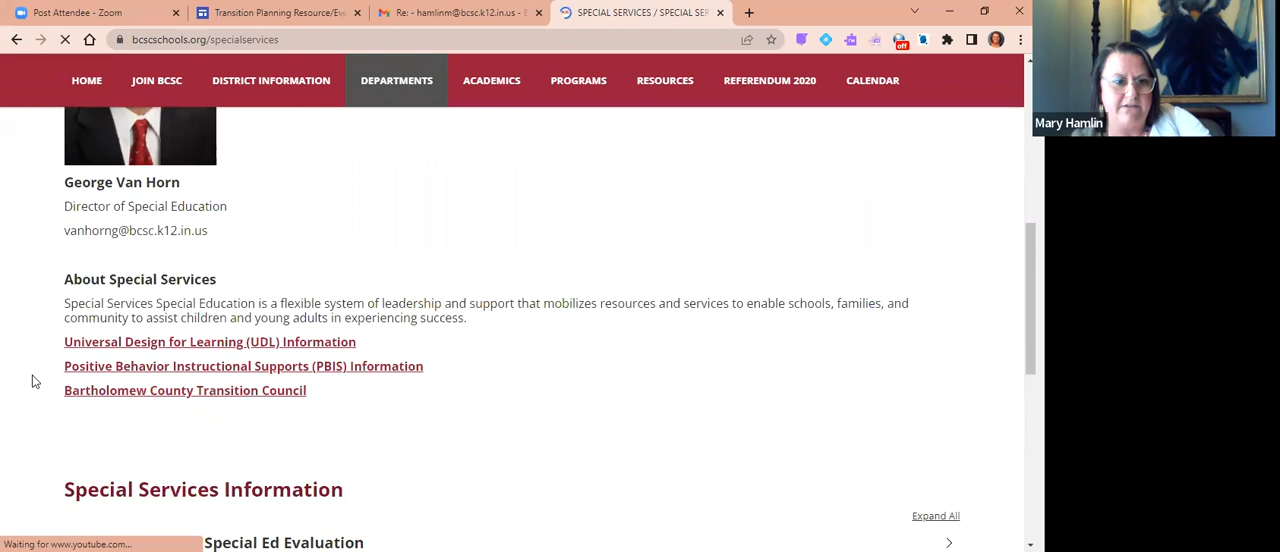 Post Attendee - Zoom
Transition Planning Resource/Eve
Re: - hamlinm@bcsc.k12.in.us - B
SPECIAL SERVICES / SPECIAL SER
bcscschools.org/specialservices
off
HOME JOIN BCSC DISTRICT INFORMATION DEPARTMENTS ACADEMICS PROGRAMS RESOURCES REFERENDUM 2020 CALENDAR
Mary Hamlin
George Van Horn
Director of Special Education
vanhorng@bcsc.k12.in.us
About Special Services
Special Services Special Education is a flexible system of leadership and support that mobilizes resources and services to enable schools, families, and
community to assist children and young adults in experiencing success.
Universal Design for Learning (UDL) Information
Positive Behavior Instructional Supports (PBIS) Information
Bartholomew County Transition Council
Special Services Information
Expand All
Special Ed Evaluation
Waiting for www.youtube.com...